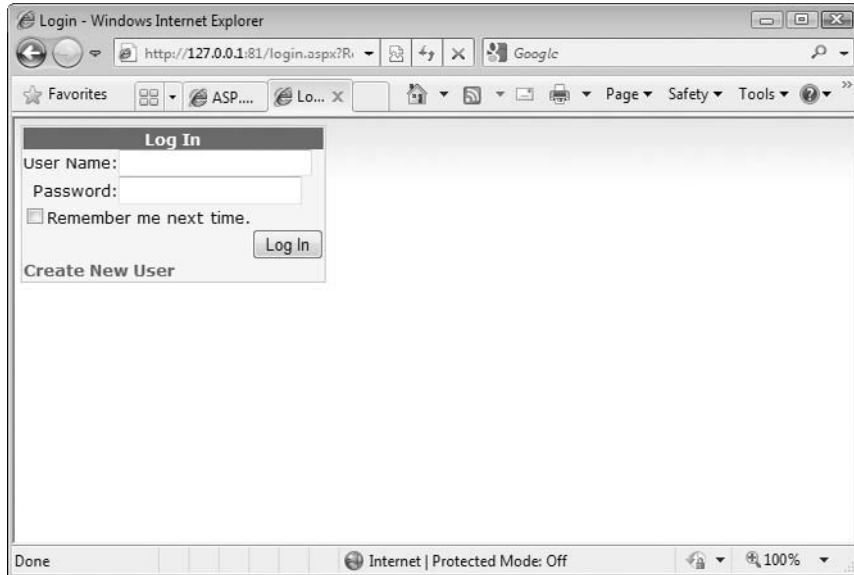 Login - Windows Internet Explorer
http://127.0.0.1:81/login.aspx?R
Google
Favorites
ASP....
Lo...
Page
Safety
Tools
Log In
User Name:
Password:
Remember me next time.
Log In
Create New User
Done
Internet | Protected Mode: Off
100%